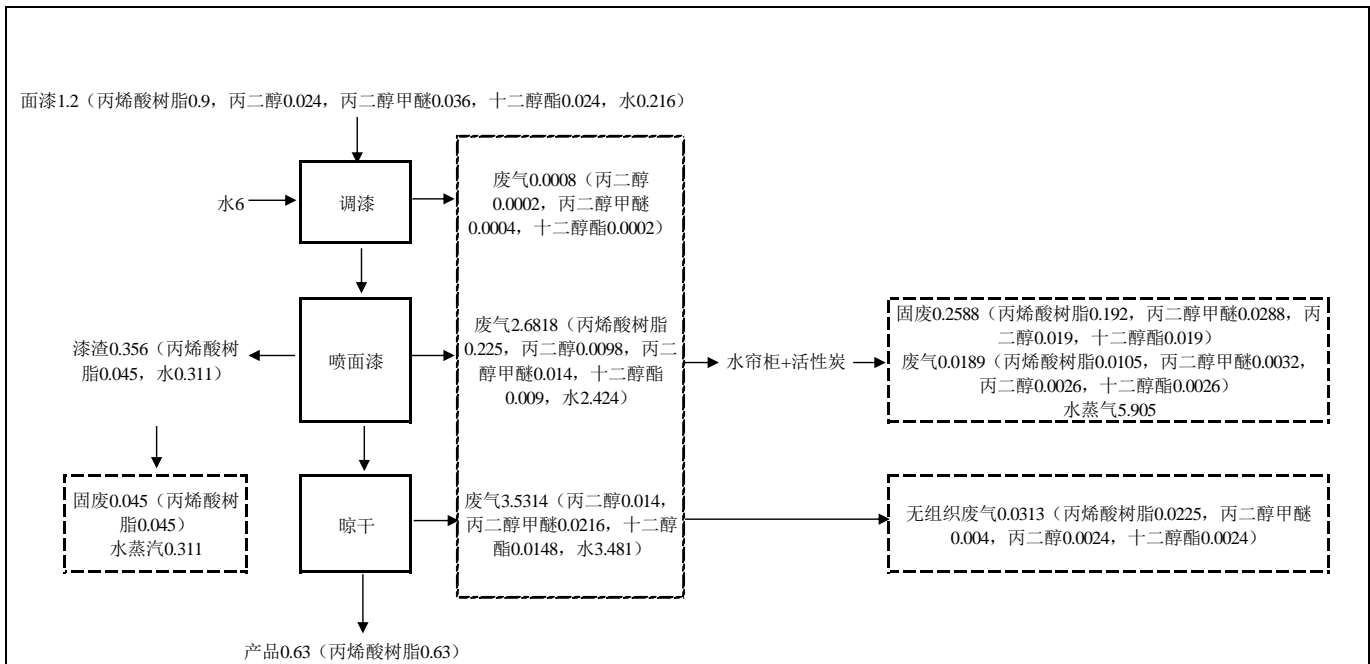 面漆1.2（丙烯酸树脂0.9，丙二醇0.024，丙二醇甲醚0.036，十二醇酯0.024，水0.216）
水6
调漆
废气0.0008（丙二醇
0.0002，丙二醇甲醚
0.0004，十二醇酯0.0002）
漆渣0.356（丙烯酸树
脂0.045，水0.311）
喷面漆
废气2.6818（丙烯酸树脂
0.225，丙二醇0.0098，丙二
醇甲醚0.014，十二醇酯
0.009，水2.424）
水帘柜+活性炭
固废0.2588（丙烯酸树脂0.192，丙二醇甲醚0.0288，丙
二醇0.019，十二醇酯0.019）
废气0.0189（丙烯酸树脂0.0105，丙二醇甲醚0.0032，
丙二醇0.0026，十二醇酯0.0026）
水蒸气5.905
固废0.045（丙烯酸树
脂0.045）
水蒸汽0.311
晾干
废气3.5314（丙二醇0.014，
丙二醇甲醚0.0216，十二醇
酯0.0148，水3.481）
无组织废气0.0313（丙烯酸树脂0.0225，丙二醇甲醚
0.004，丙二醇0.0024，十二醇酯0.0024）
产品0.63（丙烯酸树脂0.63）